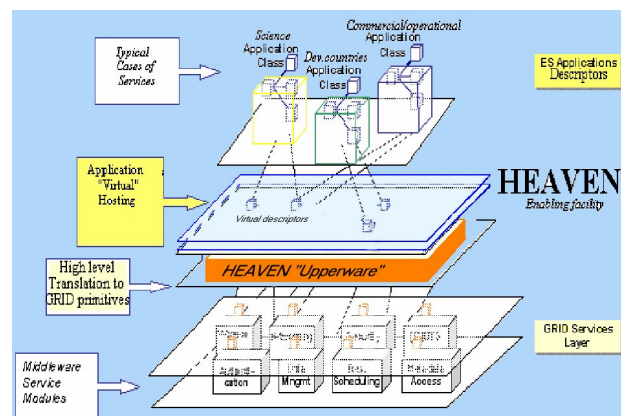 Science
Application
Class
Commercial/operational
Application
Class
Dev.countries
Application
Class
Typical
Cases of
Services
ES Applications
Descriptors
Application
"Virtual"
Hosting
HEAVEN
Enabling facility
Virtual descriptors
HEAVEN "Upperware"
High level
Translation to
GRID primitives
GRID Services
Layer
Middleware
Service
Modules
cation
Mngmt
Scheduling
Access